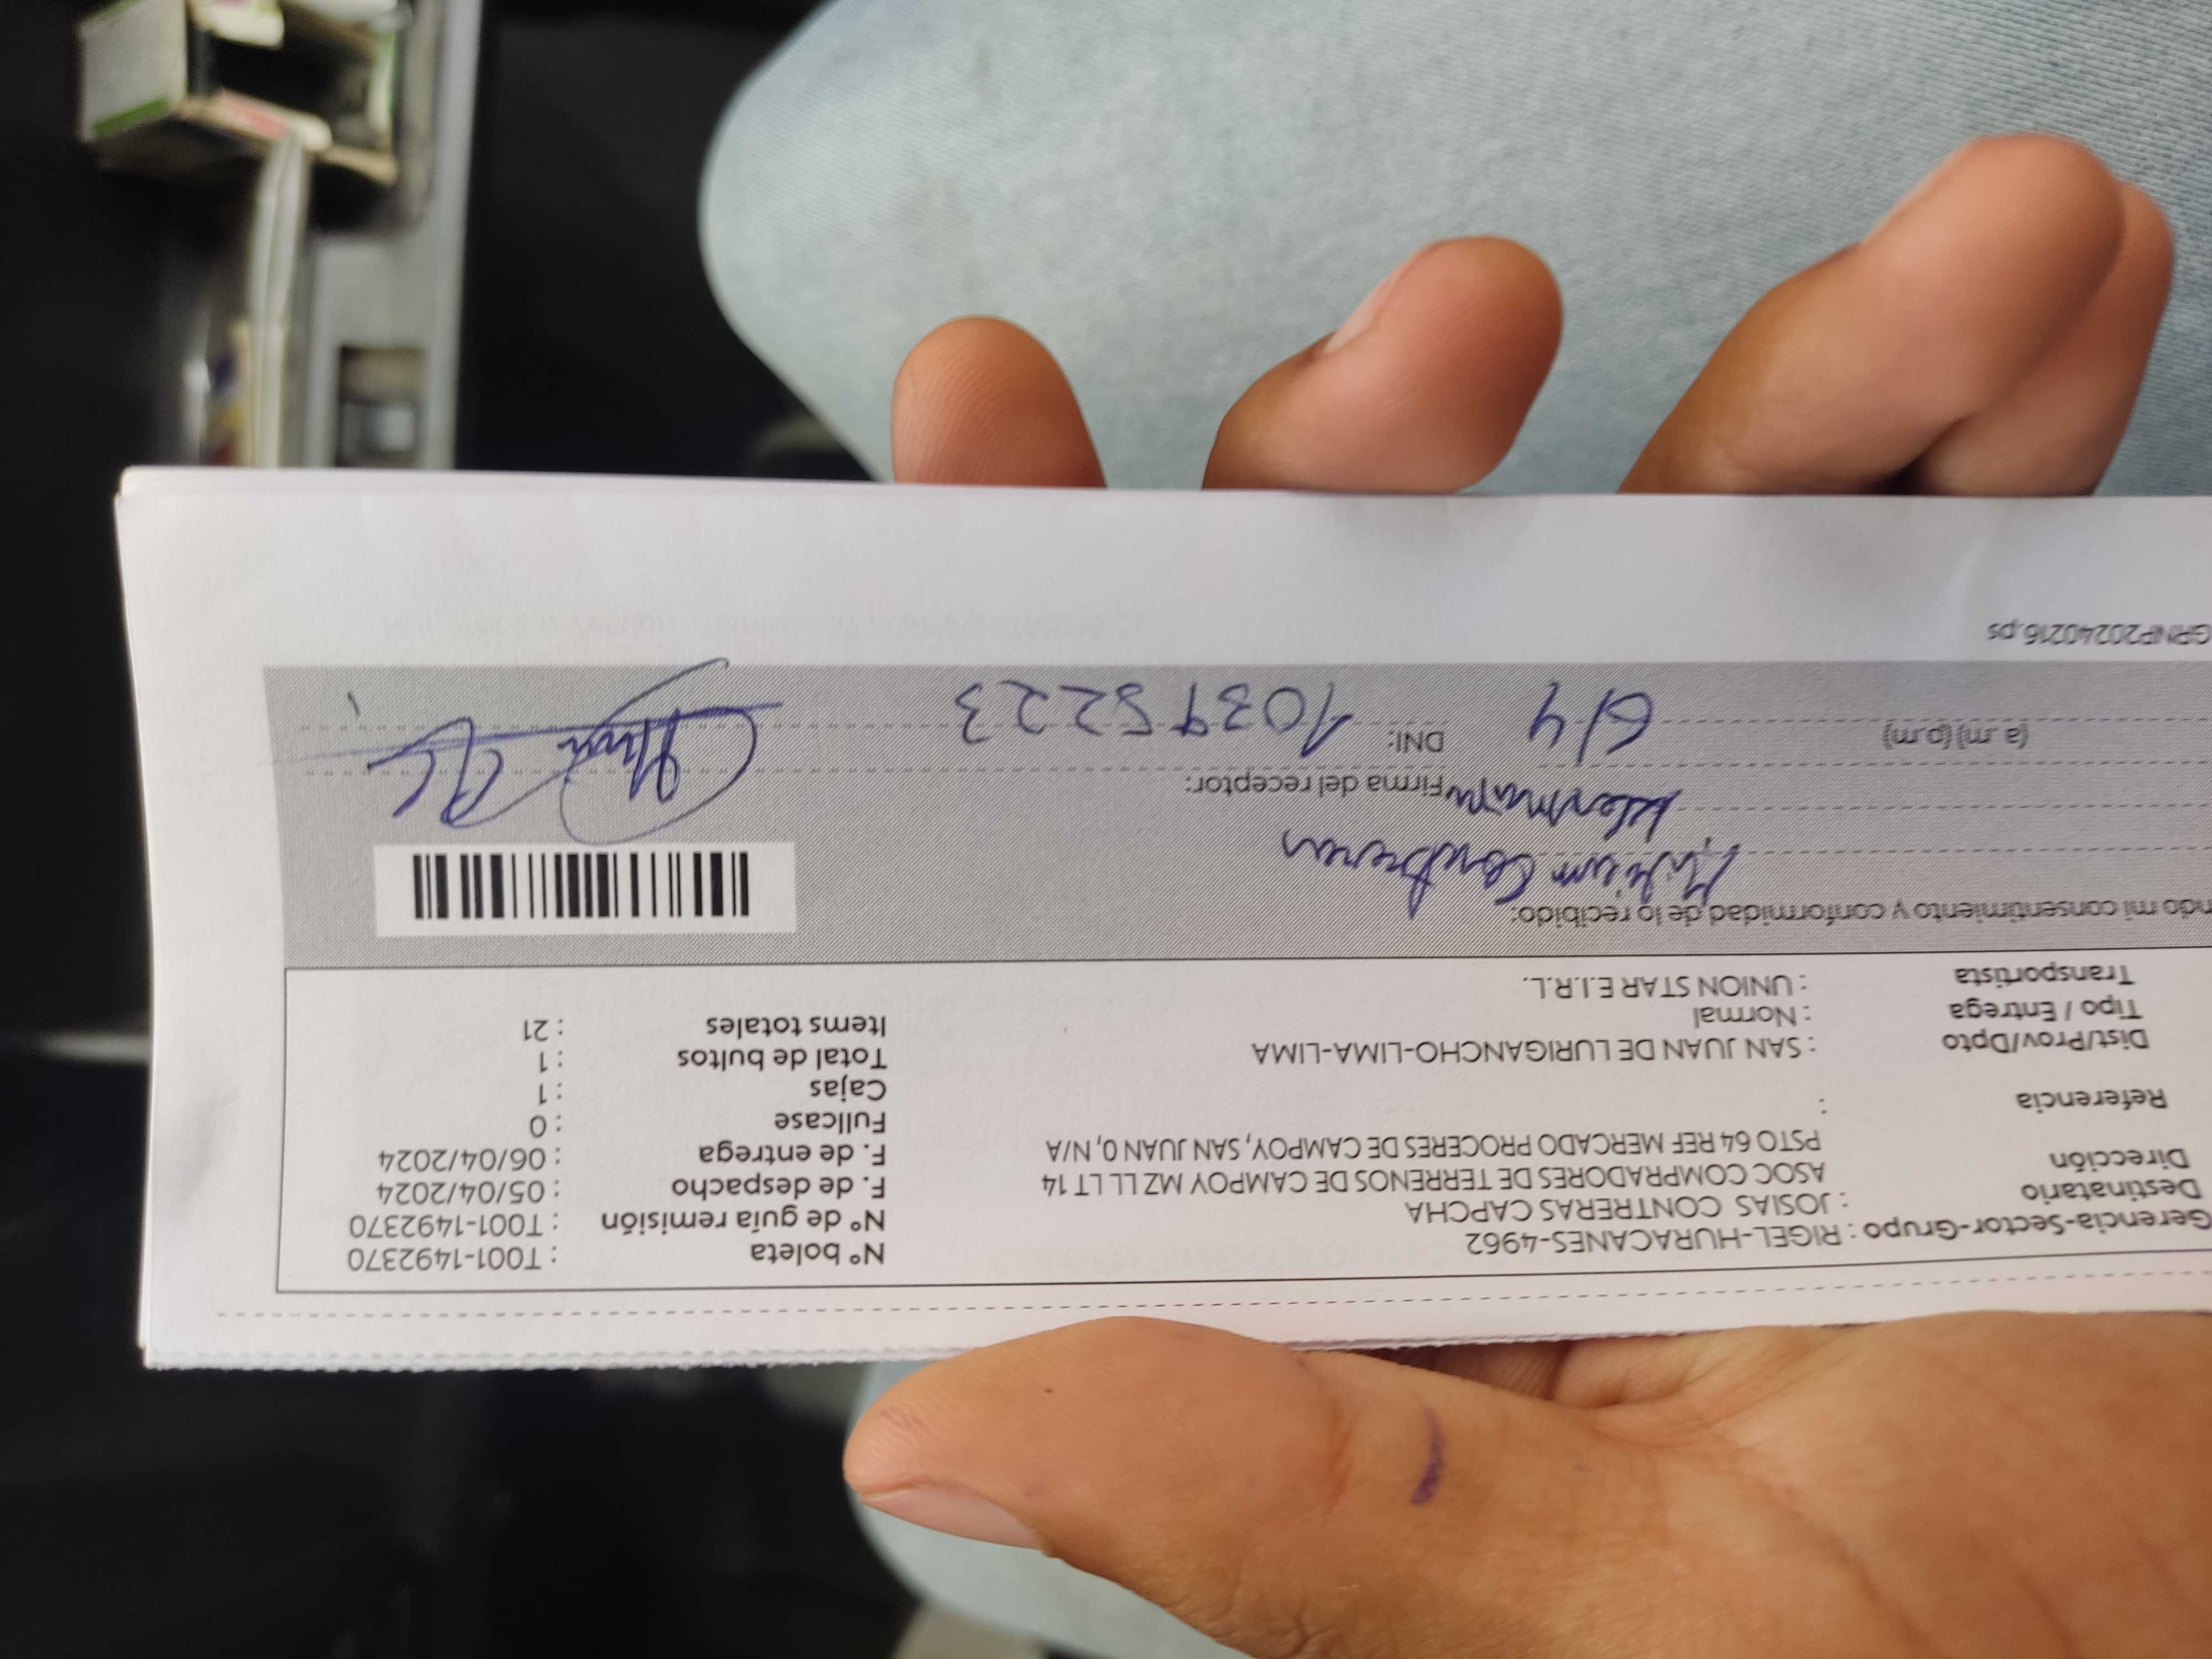 Gerencia-Sector-Grupo : RIGEL-HURACANES-4962
Destinatario : JOSIAS CONTRERAS CAPCHA
Dirección ASOC COMPRADORES DE TERRENOS DE CAMPOY MZ LL LT 14
PSTO 64 REF MERCADO PROCERES DE CAMPOY, SAN JUAN 0, N/A
Referencia :
Dist/Prov/Dpto : SAN JUAN DE LURIGANCHO-LIMA-LIMA
Tipo / Entrega : Normal
Transportista : UNION STAR E.I.R.L.
N° boleta : T001-1492370
N° de guía remisión : T001-1492370
F. de despacho : 05/04/2024
F. de entrega : 06/04/2024
Fullcase : 0
Cajas : 1
Total de bultos : 1
Items totales : 21
ndo mi consentimiento y conformidad de lo recibido:
Contreras
Hermana Firma del receptor:
(a .m) (p.m) 6/4 DNI: 10395223
GRNP20240216.ps